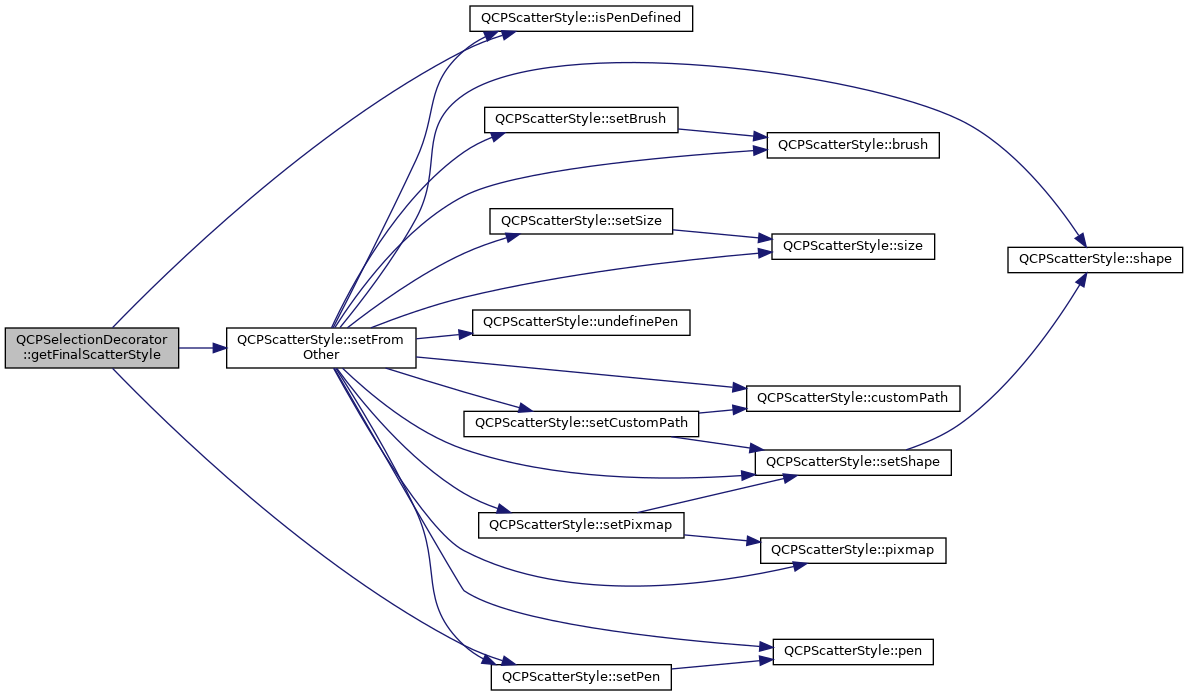 QCPScatterStyle::isPenDefined
QCPScatterStyle::setBrush
QCPScatterStyle::brush
QCPScatterStyle::setSize
QCPScatterStyle::size
QCPScatterStyle::shape
QCPScatterStyle::undefinePen
QCPSelectionDecorator
::getFinalScatterStyle
QCPScatterStyle::setFrom
Other
QCPScatterStyle::customPath
QCPScatterStyle::setCustomPath
QCPScatterStyle::setShape
QCPScatterStyle::setPixmap
QCPScatterStyle::pixmap
QCPScatterStyle::pen
QCPScatterStyle::setPen